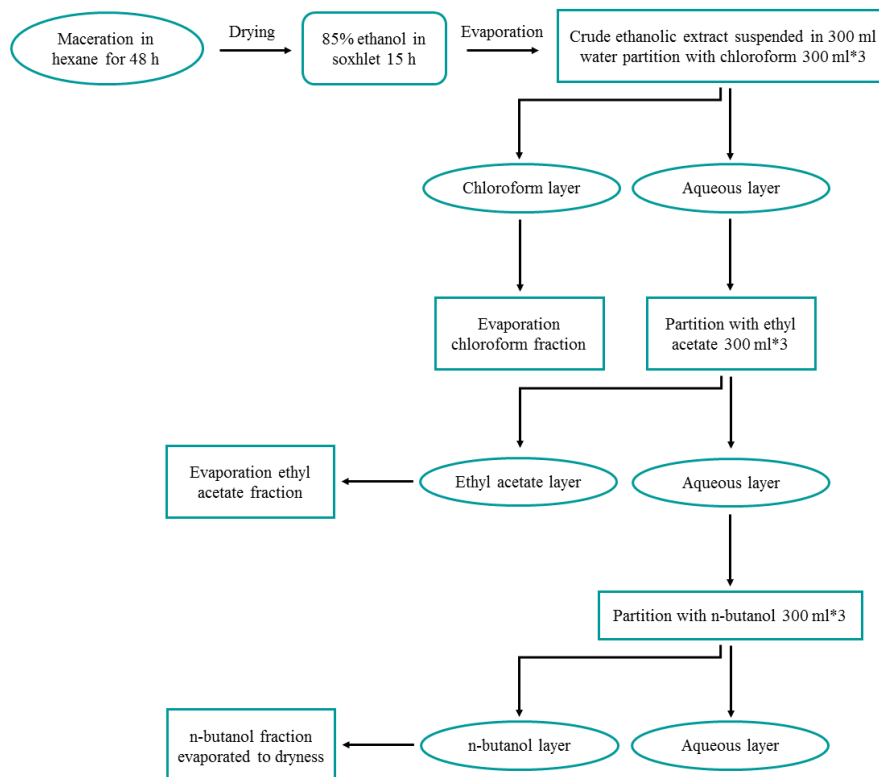 Maceration in
hexane for 48 h
Drying
85% ethanol in
soxhlet 15 h
Evaporation
Crude ethanolic extract suspended in 300 ml
water partition with chloroform 300 ml*3
Chloroform layer
Aqueous layer
Evaporation
chloroform fraction
Partition with ethyl
acetate 300 ml*3
Evaporation ethyl
acetate fraction
Ethyl acetate layer
Aqueous layer
Partition with n-butanol 300 ml*3
n-butanol fraction
evaporated to dryness
n-butanol layer
Aqueous layer